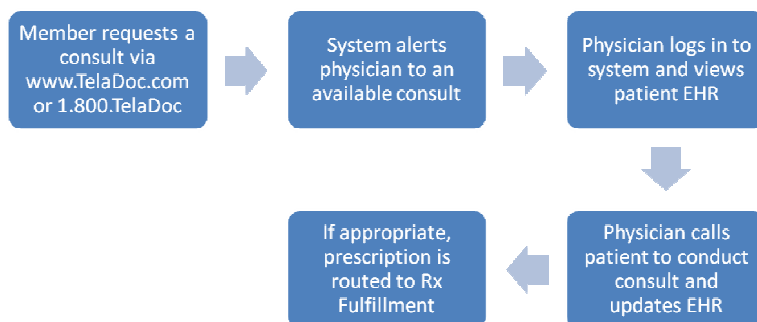 Member requests a
consult via
www.TelaDoc.com
or 1.800.TelaDoc
System alerts
physician to an
available consult
Physician logs in to
system and views
patient EHR
Physician calls
patient to conduct
consult and
updates EHR
If appropriate,
prescription is
routed to Rx
Fulfillment